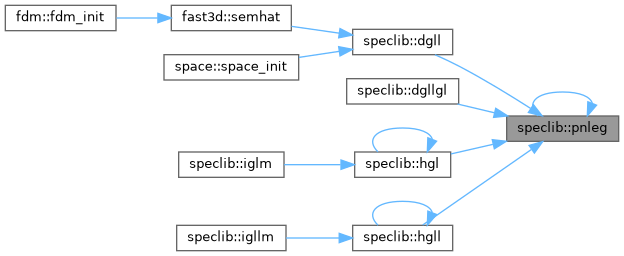 fdm::fdm_init
fast3d::semhat
speclib::dgll
space::space_init
speclib::dgllgl
speclib::pnleg
speclib::iglm
speclib::hgl
speclib::igllm
speclib::hgll